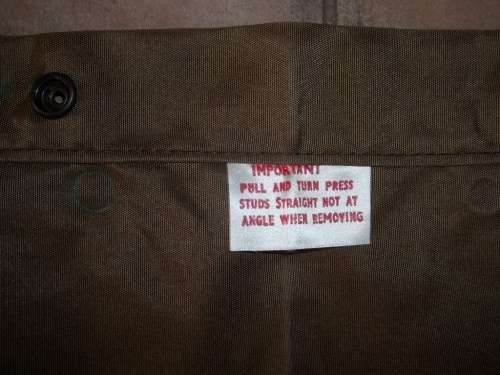 IMPORTANT
PULL AND TURN PRESS
STUDS STRAIGHT NOT AT
ANGLE WHEN REMOVING